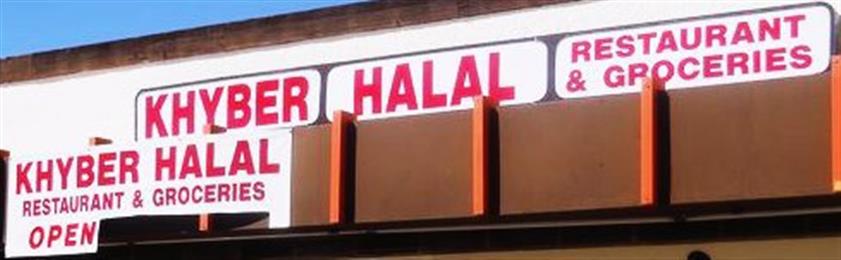 KHYBER HALAL RESTAURANT
& GROCERIES
KHYBER HALAL
RESTAURANT & GROCERIES
OPEN